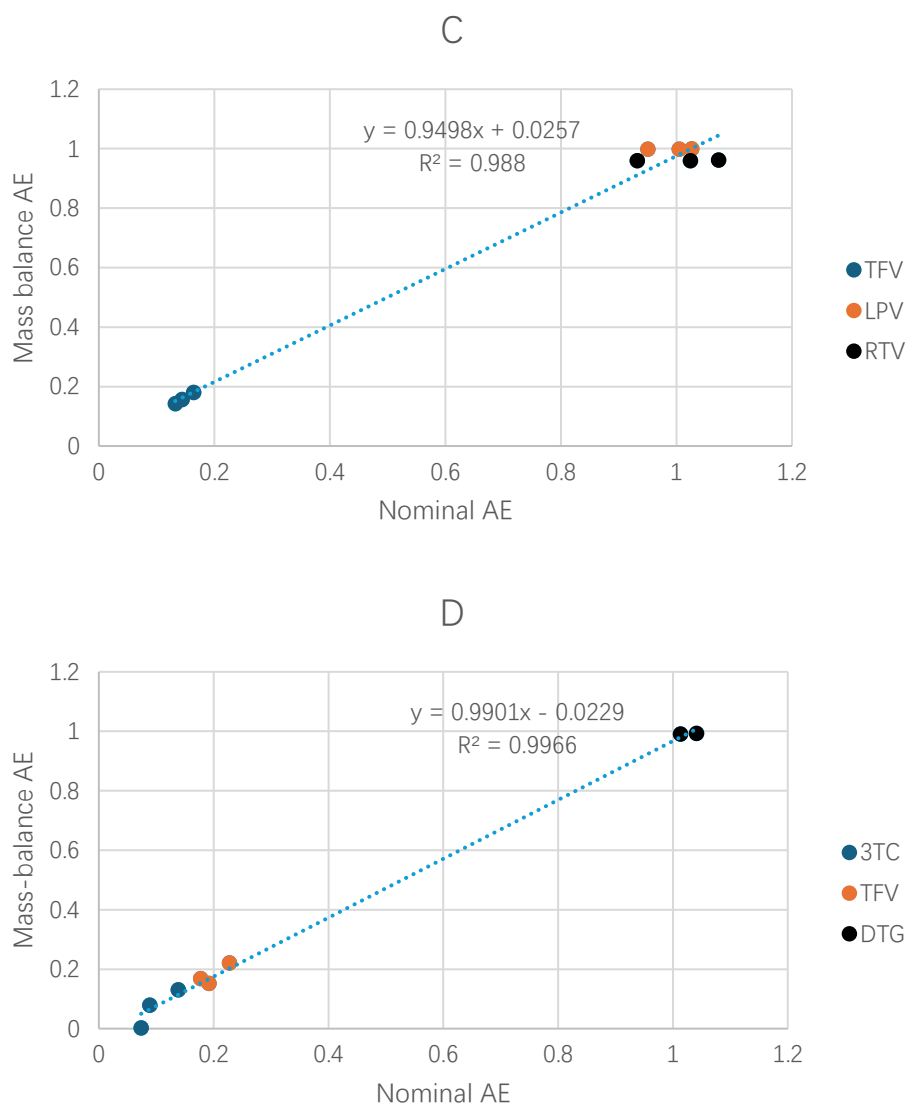 C
Mass balance AE
1.2
1
0.8
0.6
0.4
0.2
0
y = 0.9498x + 0.0257
R² = 0.988
0 0.2 0.4 0.6 0.8 1 1.2
Nominal AE
TFV
LPV
RTV
D
Mass-balance AE
1.2
1
0.8
0.6
0.4
0.2
0
y = 0.9901x - 0.0229
R² = 0.9966
0 0.2 0.4 0.6 0.8 1 1.2
Nominal AE
3TC
TFV
DTG